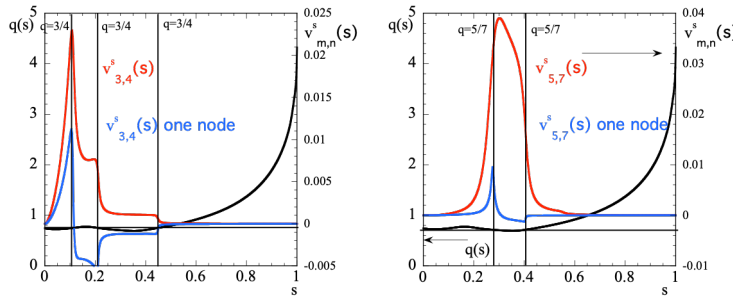 5 q=3/4 q=3/4 q=3/4 0.025
q(s) v^s_{m,n}(s)
4 0.020
v^s_{3,4}(s)
0.015
3
v^s_{3,4}(s) one node 0.010
2
0.005
1 0
0 -0.005
0 0.2 0.4 0.6 0.8 1
s
5 0.04
q(s) q=5/7 q=5/7 v^s_{m,n}(s)
4 0.03
v^s_{5,7}(s)
3 0.02
v^s_{5,7}(s) one node
2 0.01
1 0
q(s)
0 -0.01
0 0.2 0.4 0.6 0.8 1
s